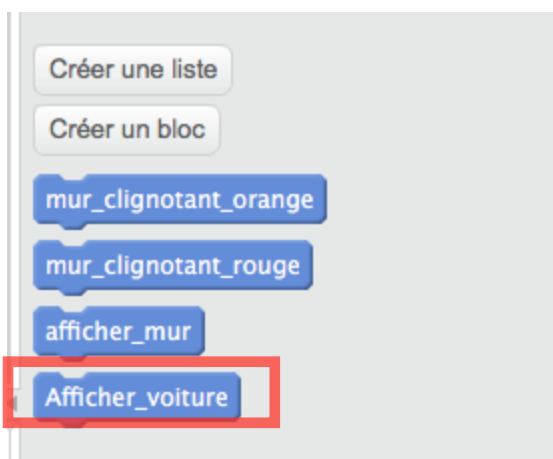 Créer une liste
Créer un bloc
mur_clignotant_orange
mur_clignotant_rouge
afficher_mur
Afficher_voiture